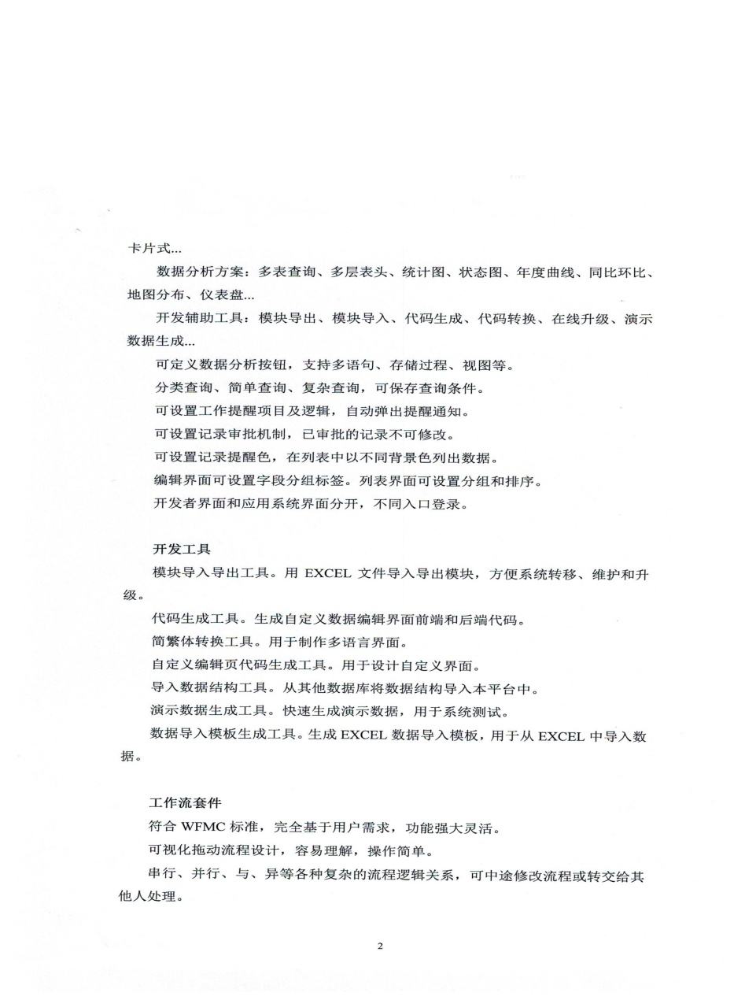 卡片式...
数据分析方案：多表查询、多层表头、统计图、状态图、年度曲线、同比环比、
地图分布、仪表盘...
开发辅助工具：模块导出、模块导入、代码生成、代码转换、在线升级、演示
数据生成...
可定义数据分析按钮，支持多语句、存储过程、视图等。
分类查询、简单查询、复杂查询，可保存查询条件。
可设置工作提醒项目及逻辑，自动弹出提醒通知。
可设置记录审批机制，已审批的记录不可修改。
可设置记录提醒色，在列表中以不同背景色列出数据。
编辑界面可设置字段分组标签。列表界面可设置分组和排序。
开发者界面和应用系统界面分开，不同入口登录。
开发工具
模块导入导出工具。用 EXCEL 文件导入导出模块，方便系统转移、维护和升
级。
代码生成工具。生成自定义数据编辑界面前端和后端代码。
简繁体转换工具。用于制作多语言界面。
自定义编辑页代码生成工具。用于设计自定义界面。
导入数据结构工具。从其他数据库将数据结构导入本平台中。
演示数据生成工具。快速生成演示数据，用于系统测试。
数据导入模板生成工具。生成 EXCEL 数据导入模板，用于从 EXCEL 中导入数
据。
工作流套件
符合 WFMC 标准，完全基于用户需求，功能强大灵活。
可视化拖动流程设计，容易理解，操作简单。
串行、并行、与、异等各种复杂的流程逻辑关系，可中途修改流程或转交给其
他人处理。
2